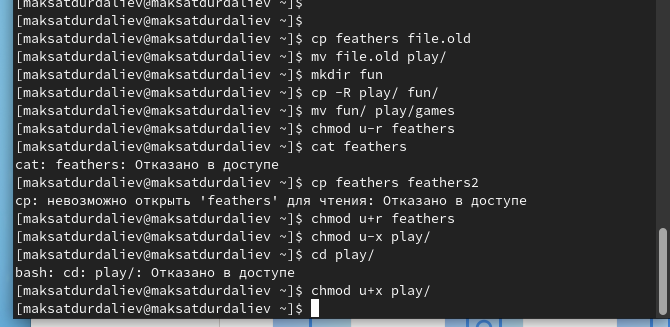 [maksatdurdaliev@maksatdurdaliev ~]$
[maksatdurdaliev@maksatdurdaliev ~]$
[maksatdurdaliev@maksatdurdaliev ~]$ cp feathers file.old
[maksatdurdaliev@maksatdurdaliev ~]$ mv file.old play/
[maksatdurdaliev@maksatdurdaliev ~]$ mkdir fun
[maksatdurdaliev@maksatdurdaliev ~]$ cp -R play/ fun/
[maksatdurdaliev@maksatdurdaliev ~]$ mv fun/ play/games
[maksatdurdaliev@maksatdurdaliev ~]$ chmod u-r feathers
[maksatdurdaliev@maksatdurdaliev ~]$ cat feathers
cat: feathers: Отказано в доступе
[maksatdurdaliev@maksatdurdaliev ~]$ cp feathers feathers2
cp: невозможно открыть 'feathers' для чтения: Отказано в доступе
[maksatdurdaliev@maksatdurdaliev ~]$ chmod u+r feathers
[maksatdurdaliev@maksatdurdaliev ~]$ chmod u-x play/
[maksatdurdaliev@maksatdurdaliev ~]$ cd play/
bash: cd: play/: Отказано в доступе
[maksatdurdaliev@maksatdurdaliev ~]$ chmod u+x play/
[maksatdurdaliev@maksatdurdaliev ~]$